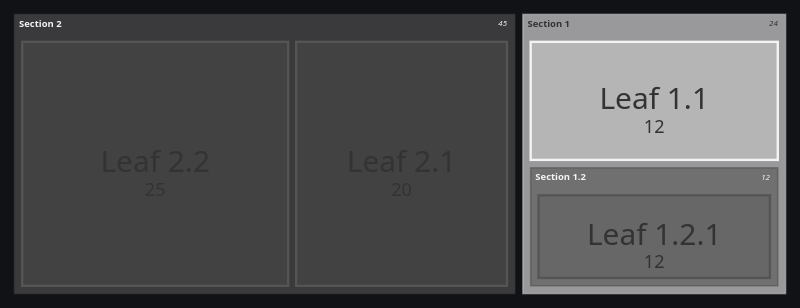 Section 2
45
Leaf 2.2
25
Leaf 2.1
20
Section 1
24
Leaf 1.1
12
Section 1.2
12
Leaf 1.2.1
12